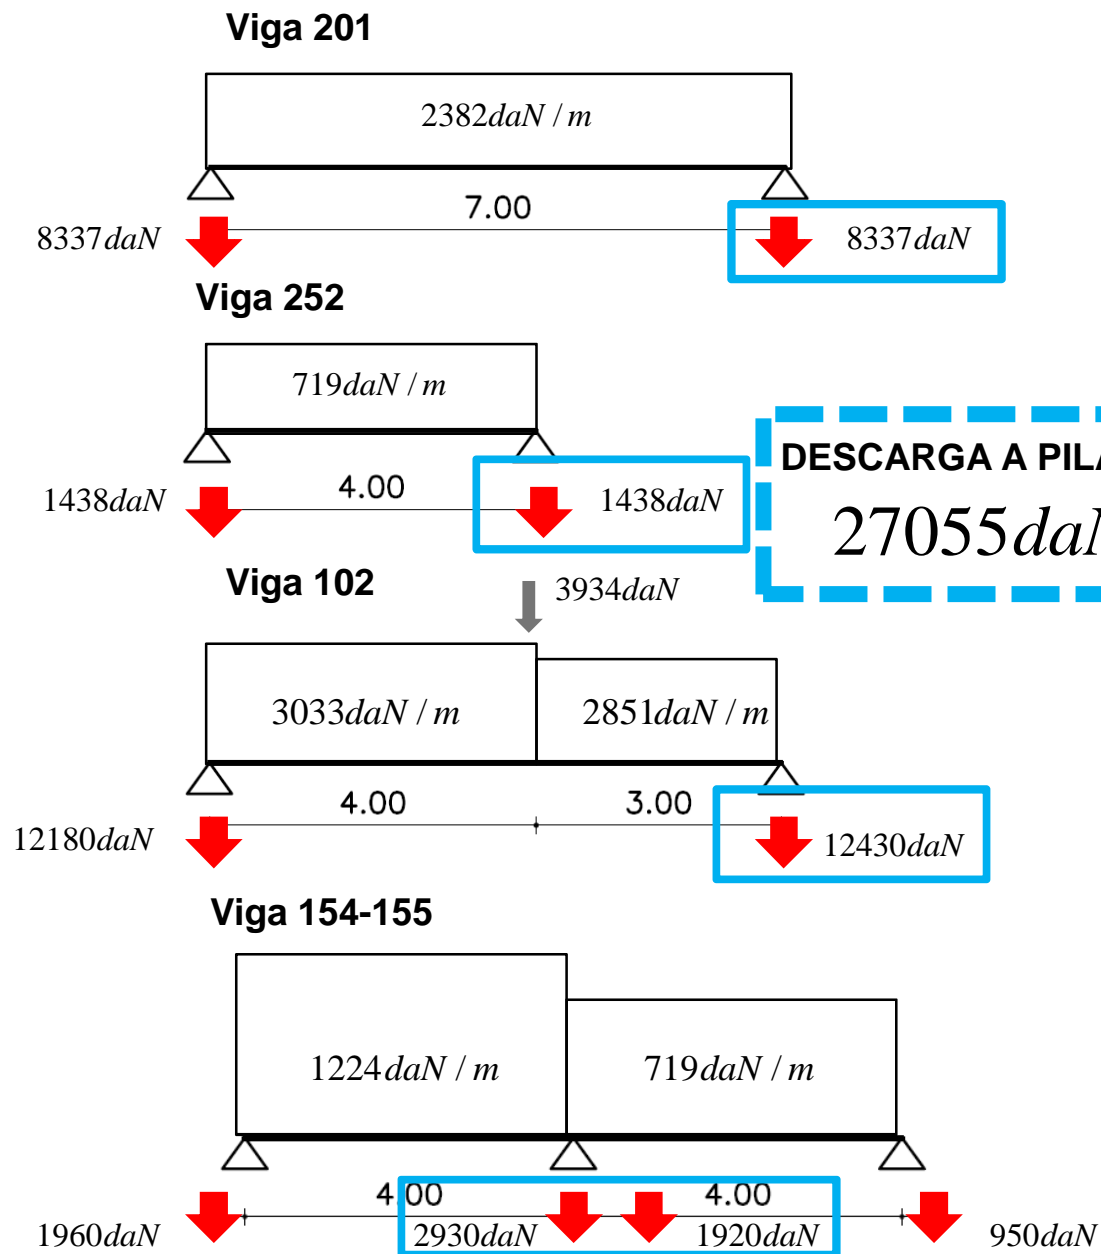 Viga 201
2382daN / m
7.00
8337daN
8337daN
Viga 252
719daN / m
4.00
1438daN
1438daN
DESCARGA A PILA
27055daN
Viga 102
3934daN
3033daN / m
2851daN / m
4.00
3.00
12180daN
12430daN
Viga 154-155
1224daN / m
719daN / m
4.00
4.00
1960daN
2930daN
1920daN
950daN